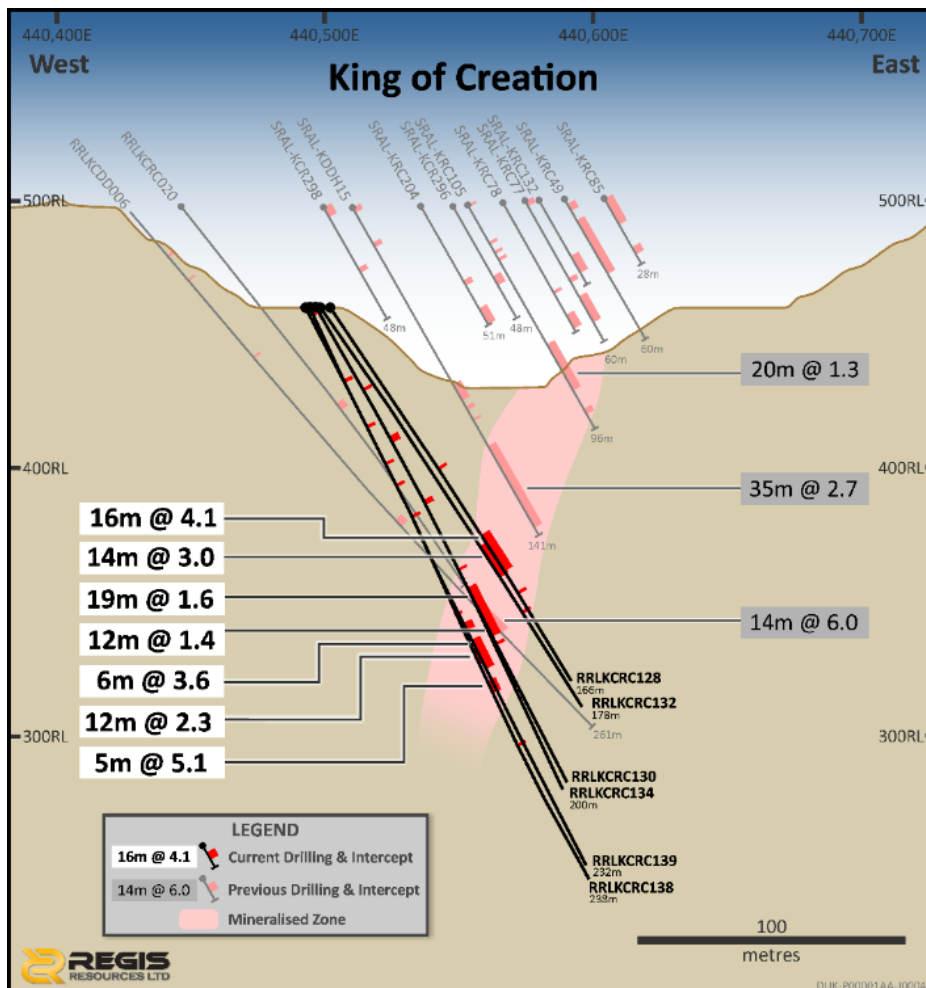 440,400E
440,500E
440,600E
440,700E
West
King of Creation
East
RRLKCDD006
RRLKCRC020
SRAL-KCR298
SRAL-KDDH15
SRAL-KRC204
SRAL-KCR296
SRAL-KRC105
SRAL-KRC78
SRAL-KRC77
SRAL-KRC132
SRAL-KRC49
SRAL-KRC85
500RL
500RL
28m
48m
51m
48m
60m
60m
20m @ 1.3
96m
400RL
400RL
35m @ 2.7
16m @ 4.1
141m
14m @ 3.0
19m @ 1.6
14m @ 6.0
12m @ 1.4
6m @ 3.6
RRLKCRC128
166m
RRLKCRC132
178m
12m @ 2.3
261m
300RL
300RL
5m @ 5.1
RRLKCRC130
RRLKCRC134
200m
LEGEND
16m @ 4.1 Current Drilling & Intercept
14m @ 6.0 Previous Drilling & Intercept
Mineralised Zone
RRLKCRC139
232m
RRLKCRC138
238m
100
metres
REGIS
RESOURCES LTD